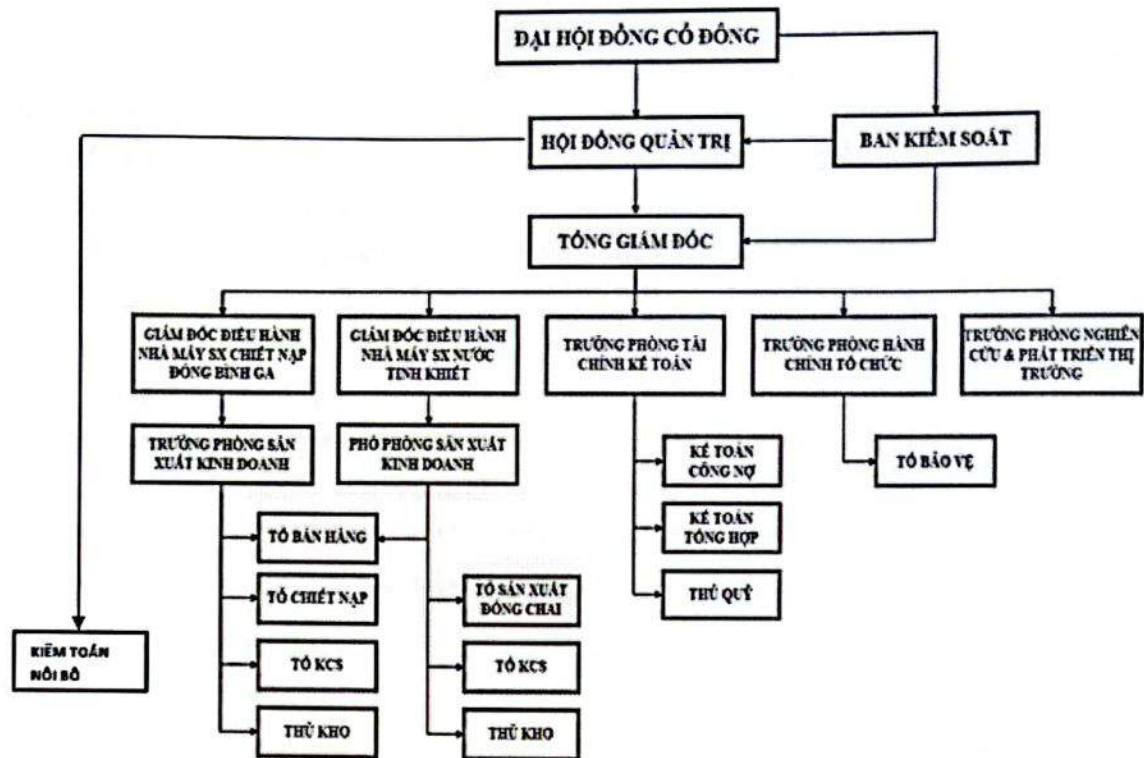 ĐẠI HỘI ĐỒNG CỔ ĐÔNG
HỘI ĐỒNG QUẢN TRỊ
BAN KIỂM SOÁT
TỔNG GIÁM ĐỐC
GIÁM ĐỐC ĐIỀU HÀNH
NHÀ MÁY SX CHIẾT NẠP
ĐÓNG BÌNH GA
GIÁM ĐỐC ĐIỀU HÀNH
NHÀ MÁY SX NƯỚC
TINH KHIẾT
TRƯỞNG PHÒNG TÀI
CHÍNH KẾ TOÁN
TRƯỞNG PHÒNG HÀNH
CHÍNH TỔ CHỨC
TRƯỞNG PHÒNG NGHIÊN
CỨU & PHÁT TRIỂN THỊ
TRƯỜNG
TRƯỞNG PHÒNG SẢN
XUẤT KINH DOANH
PHÓ PHÒNG SẢN XUẤT
KINH DOANH
KẾ TOÁN
CÔNG NỢ
TỔ BẢO VỆ
TỔ BÁN HÀNG
KẾ TOÁN
TỔNG HỢP
TỔ CHIẾT NẠP
TỔ SẢN XUẤT
ĐÓNG CHAI
THỦ QUỸ
KIỂM TOÁN
NỘI BỘ
TỔ KCS
TỔ KCS
THỦ KHO
THỦ KHO